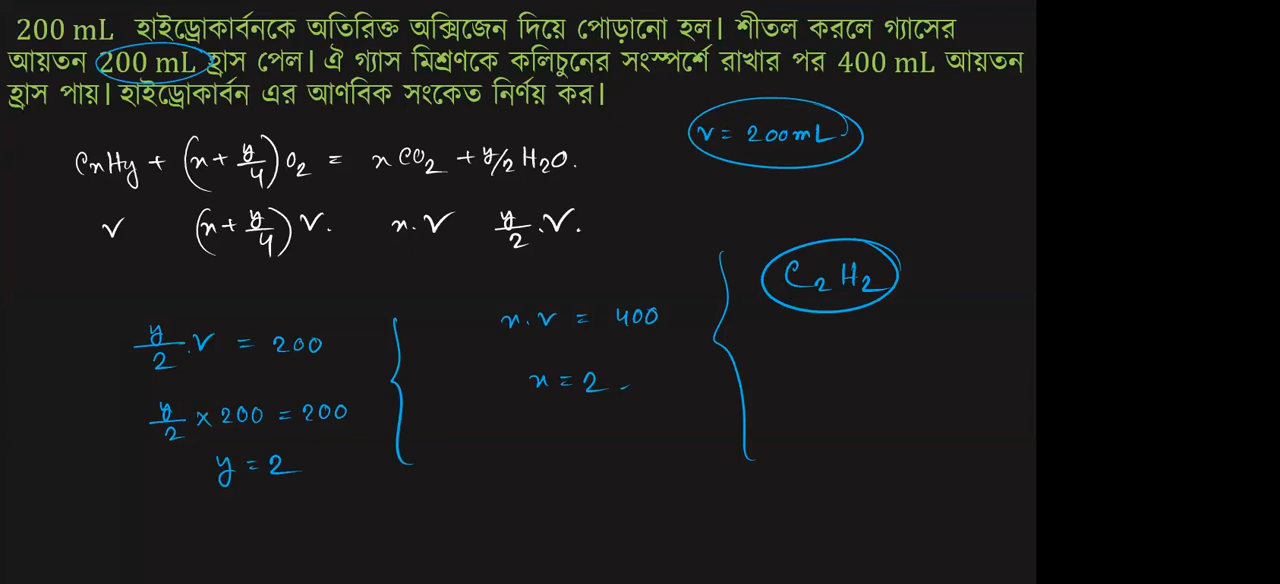 200 mL হাইড্রোকার্বনকে অতিরিক্ত অক্সিজেন দিয়ে পোড়ানো হল। শীতল করলে গ্যাসের
আয়তন 200 mL হ্রাস পেল। ঐ গ্যাস মিশ্রণকে কলিচুনের সংস্পর্শে রাখার পর 400 mL আয়তন
হ্রাস পায়। হাইড্রোকার্বন এর আণবিক সংকেত নির্ণয় কর।
v = 200 mL
CxHy + (x + y/4) O2 = x CO2 + y/2 H2O.
V (x + y/4) V. x. V y/2 . V.
C2H2
y/2 . v = 200
y/2 × 200 = 200
y = 2
x. v = 400
x = 2